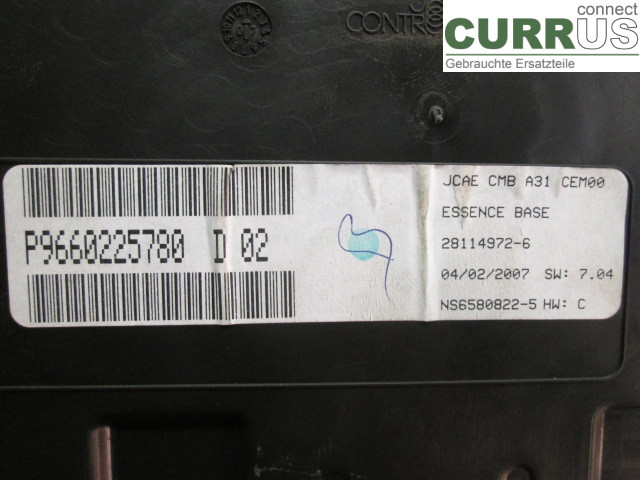 CONTRO
connect
CURRUS
Gebrauchte Ersatzteile
P9660225780 D 02
JCAE CMB A31 CEM00
ESSENCE BASE
28114972-6
04/02/2007 SW: 7.04
NS6580822-5 HW: C